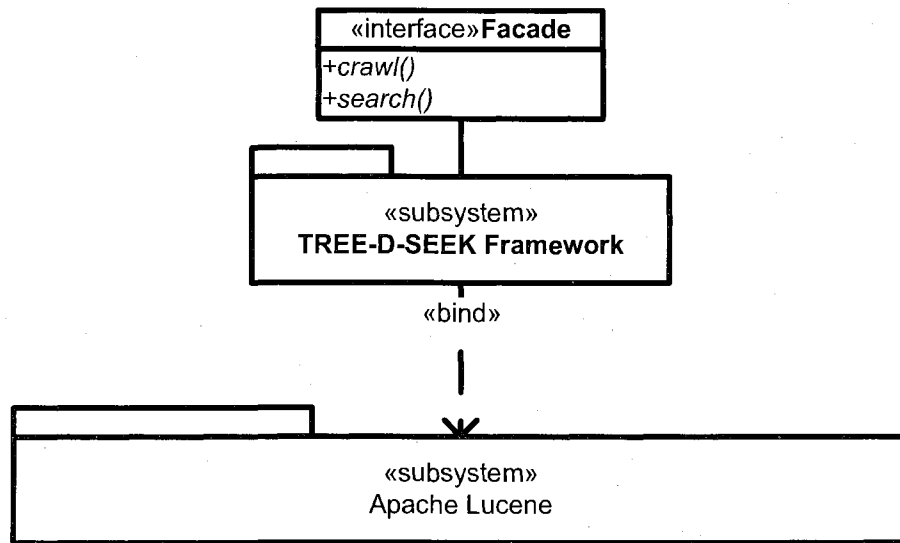 «interface»Facade
+crawl()
+search()
«subsystem»
TREE-D-SEEK Framework
«bind»
«subsystem»
Apache Lucene